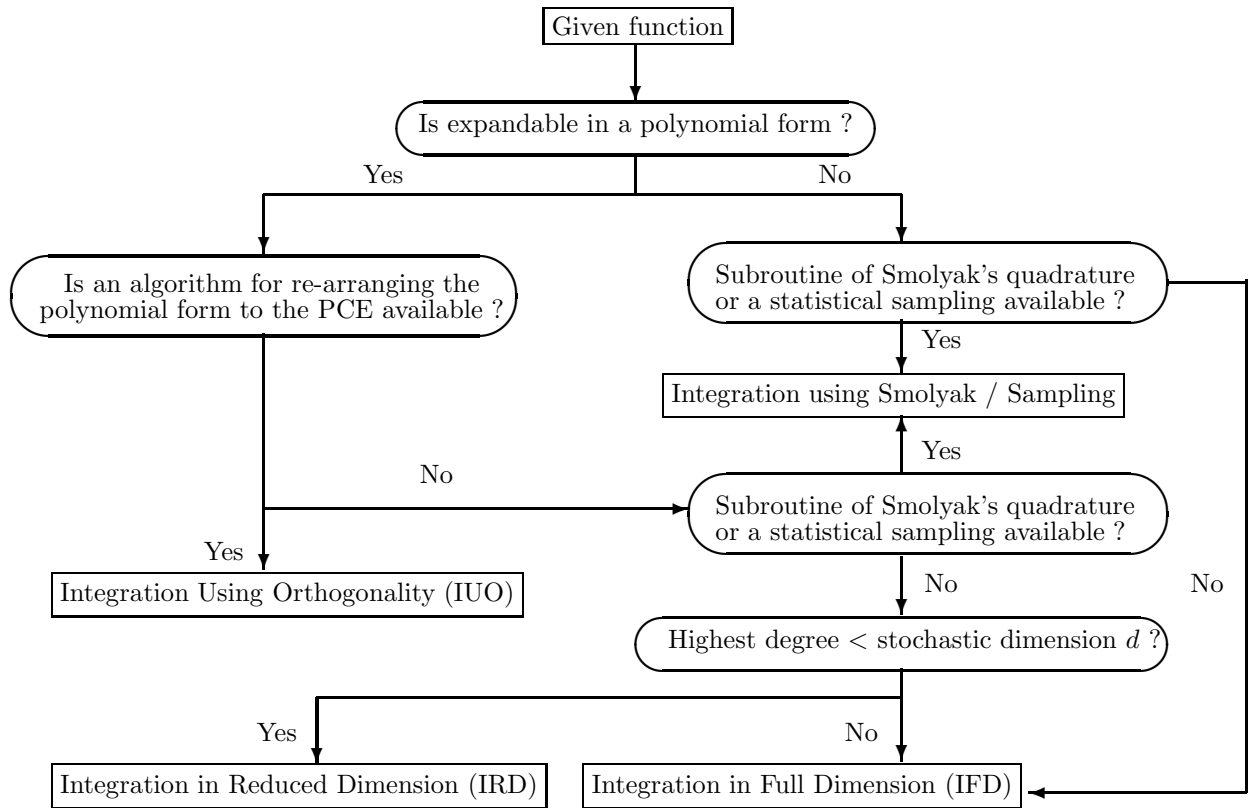 Given function
Is expandable in a polynomial form ?
Yes
No
Is an algorithm for re-arranging the
polynomial form to the PCE available ?
Subroutine of Smolyak's quadrature
or a statistical sampling available ?
Yes
Integration using Smolyak / Sampling
Yes
No
Subroutine of Smolyak's quadrature
or a statistical sampling available ?
Yes
Integration Using Orthogonality (IUO)
No
No
Highest degree < stochastic dimension d ?
Yes
No
Integration in Reduced Dimension (IRD)
Integration in Full Dimension (IFD)